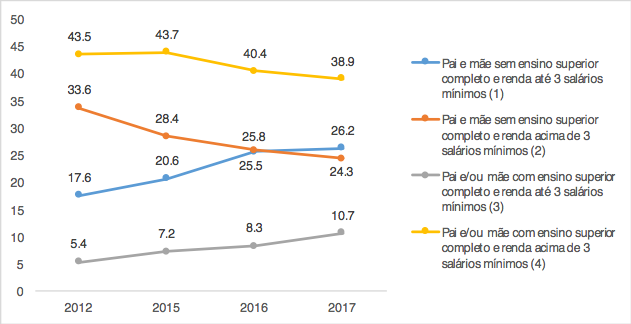 50
45
40
35
30
25
20
15
10
5
0
43.5
43.7
40.4
38.9
33.6
28.4
25.8
24.3
17.6
20.6
25.5
26.2
5.4
7.2
8.3
10.7
2012
2015
2016
2017
Pai e mãe sem ensino superior
completo e renda até 3 salários
mínimos (1)
Pai e mãe sem ensino superior
completo e renda acima de 3
salários mínimos (2)
Pai e/ou mãe com ensino superior
completo e renda até 3 salários
mínimos (3)
Pai e/ou mãe com ensino superior
completo e renda acima de 3
salários mínimos (4)